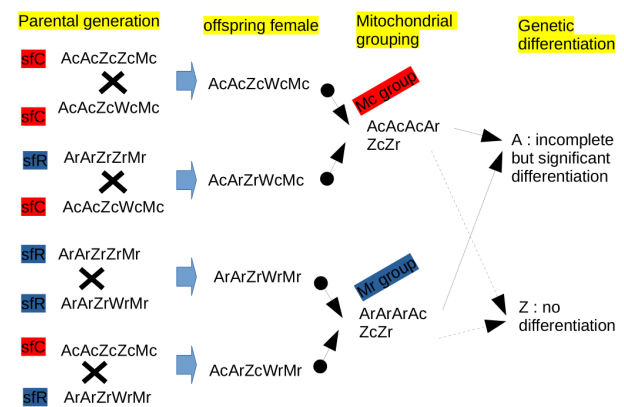 Parental generation
offspring female
Mitochondrial
grouping
Genetic
differentiation
sfC AcAcZcZcMc
sfC AcAcZcWcMc
AcAcZcWcMc
sfR ArArZrZrMr
sfC AcAcZcWcMc
AcArZrWcMc
Mc group
AcAcAcAr
ZcZr
A : incomplete
but significant
differentiation
sfR ArArZrZrMr
sfR ArArZrWrMr
ArArZrWrMr
sfC AcAcZcZcMc
sfR ArArZrWrMr
AcArZcWrMr
Mr group
ArArArAc
ZcZr
Z : no
differentiation